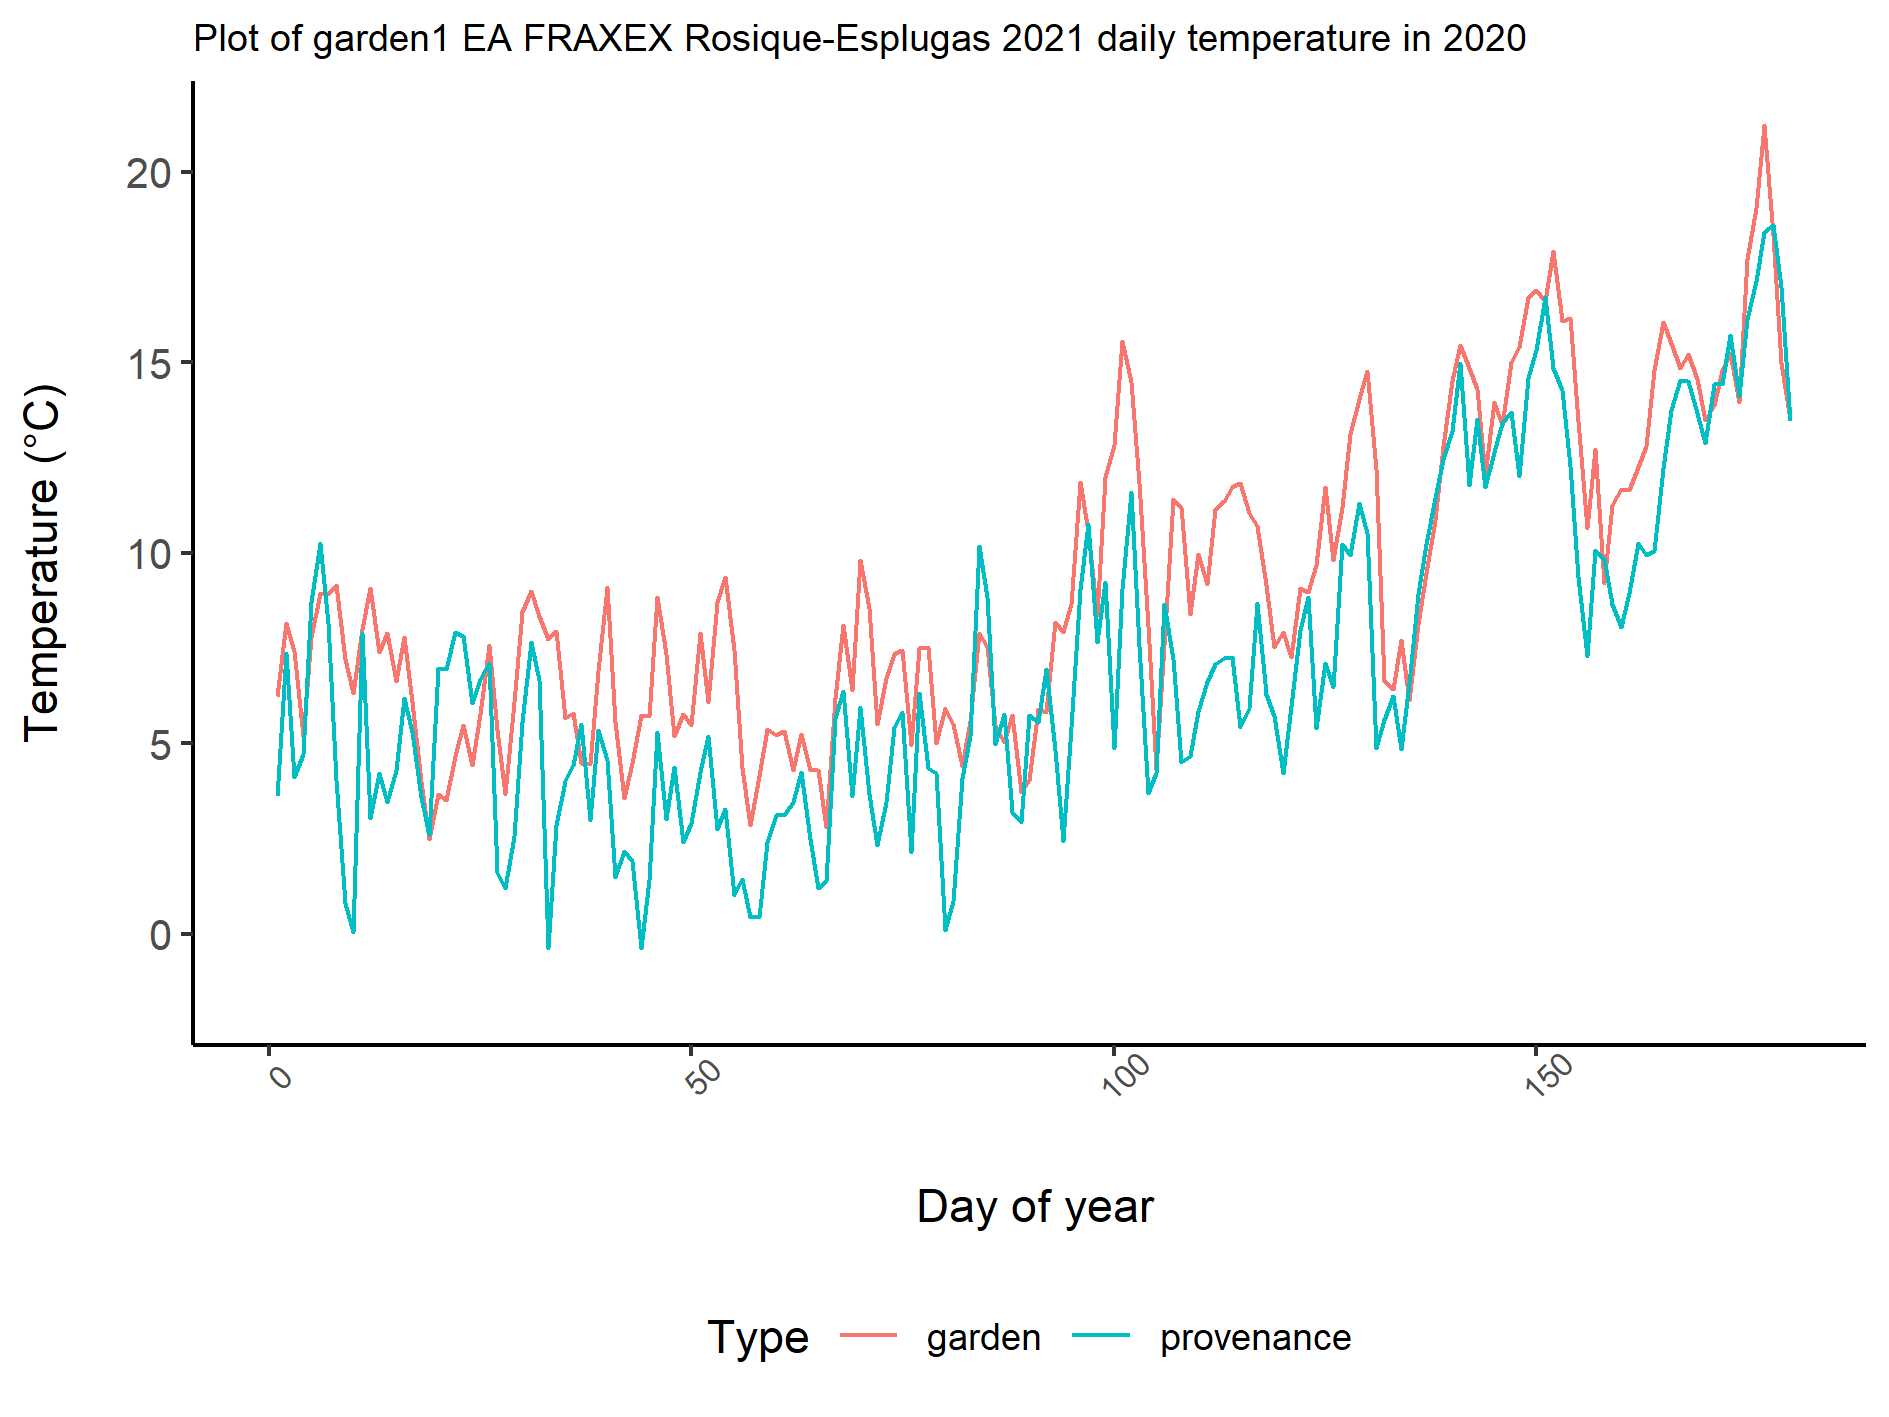 Plot of garden1 EA FRAXEX Rosique-Esplugas 2021 daily temperature in 2020
Temperature (°C)
20
15
10
5
0
0
50
100
150
Day of year
Type
garden
provenance